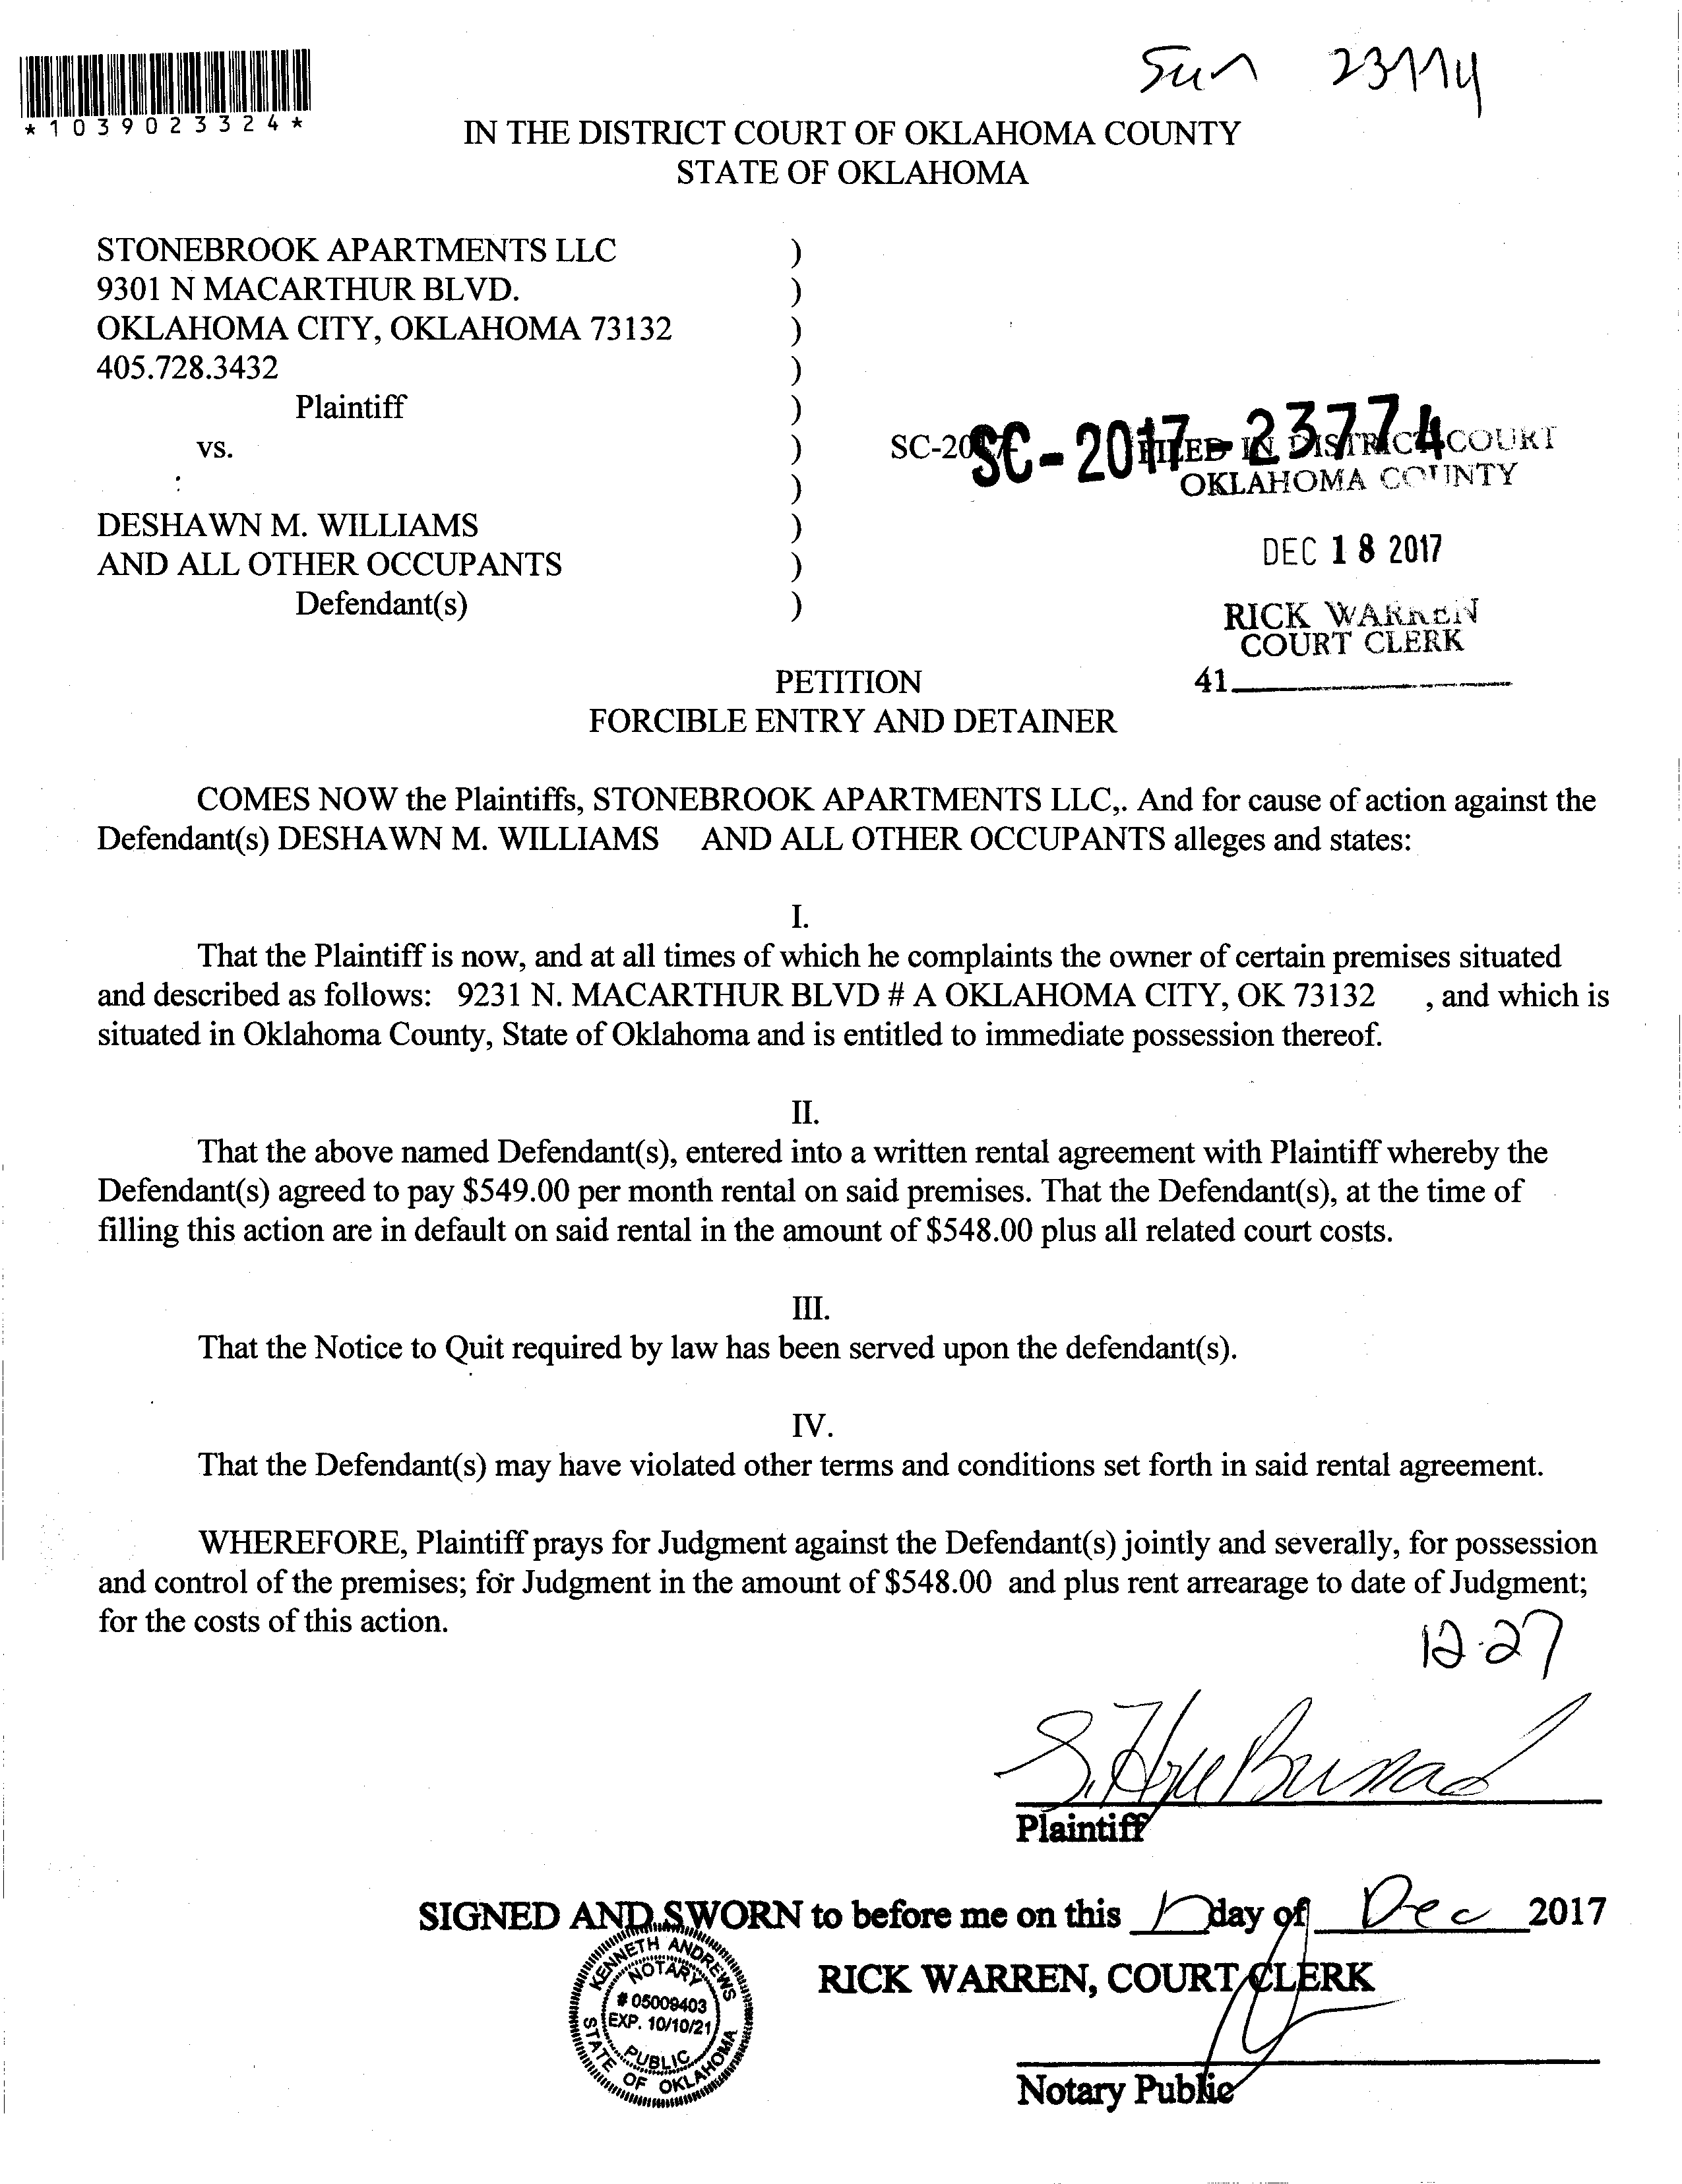 *1039023324*
IN THE DISTRICT COURT OF OKLAHOMA COUNTY
STATE OF OKLAHOMA
STONEBROOK APARTMENTS LLC )
9301 N MACARTHUR BLVD. )
OKLAHOMA CITY, OKLAHOMA 73132 )
405.728.3432 )
Plaintiff )
vs. )
: )
SC-2017-23774
FILED IN DISTRICT COURT
OKLAHOMA COUNTY
DESHAWN M. WILLIAMS )
AND ALL OTHER OCCUPANTS )
Defendant(s) )
DEC 18 2017
RICK WARREN
COURT CLERK
41
PETITION
FORCIBLE ENTRY AND DETAINER
COMES NOW the Plaintiffs, STONEBROOK APARTMENTS LLC,. And for cause of action against the
Defendant(s) DESHAWN M. WILLIAMS AND ALL OTHER OCCUPANTS alleges and states:
I.
That the Plaintiff is now, and at all times of which he complaints the owner of certain premises situated
and described as follows: 9231 N. MACARTHUR BLVD # A OKLAHOMA CITY, OK 73132 , and which is
situated in Oklahoma County, State of Oklahoma and is entitled to immediate possession thereof.
II.
That the above named Defendant(s), entered into a written rental agreement with Plaintiff whereby the
Defendant(s) agreed to pay $549.00 per month rental on said premises. That the Defendant(s), at the time of
filling this action are in default on said rental in the amount of $548.00 plus all related court costs.
III.
That the Notice to Quit required by law has been served upon the defendant(s).
IV.
That the Defendant(s) may have violated other terms and conditions set forth in said rental agreement.
WHEREFORE, Plaintiff prays for Judgment against the Defendant(s) jointly and severally, for possession
and control of the premises; for Judgment in the amount of $548.00 and plus rent arrearage to date of Judgment;
for the costs of this action.
12-27
Plaintiff
SIGNED AND SWORN to before me on this day of Dec 2017
RICK WARREN, COURT CLERK
KENNETH ANDREWS
NOTARY
# 05009403
EXP. 10/10/21
PUBLIC
STATE OF OKLAHOMA
Notary Public